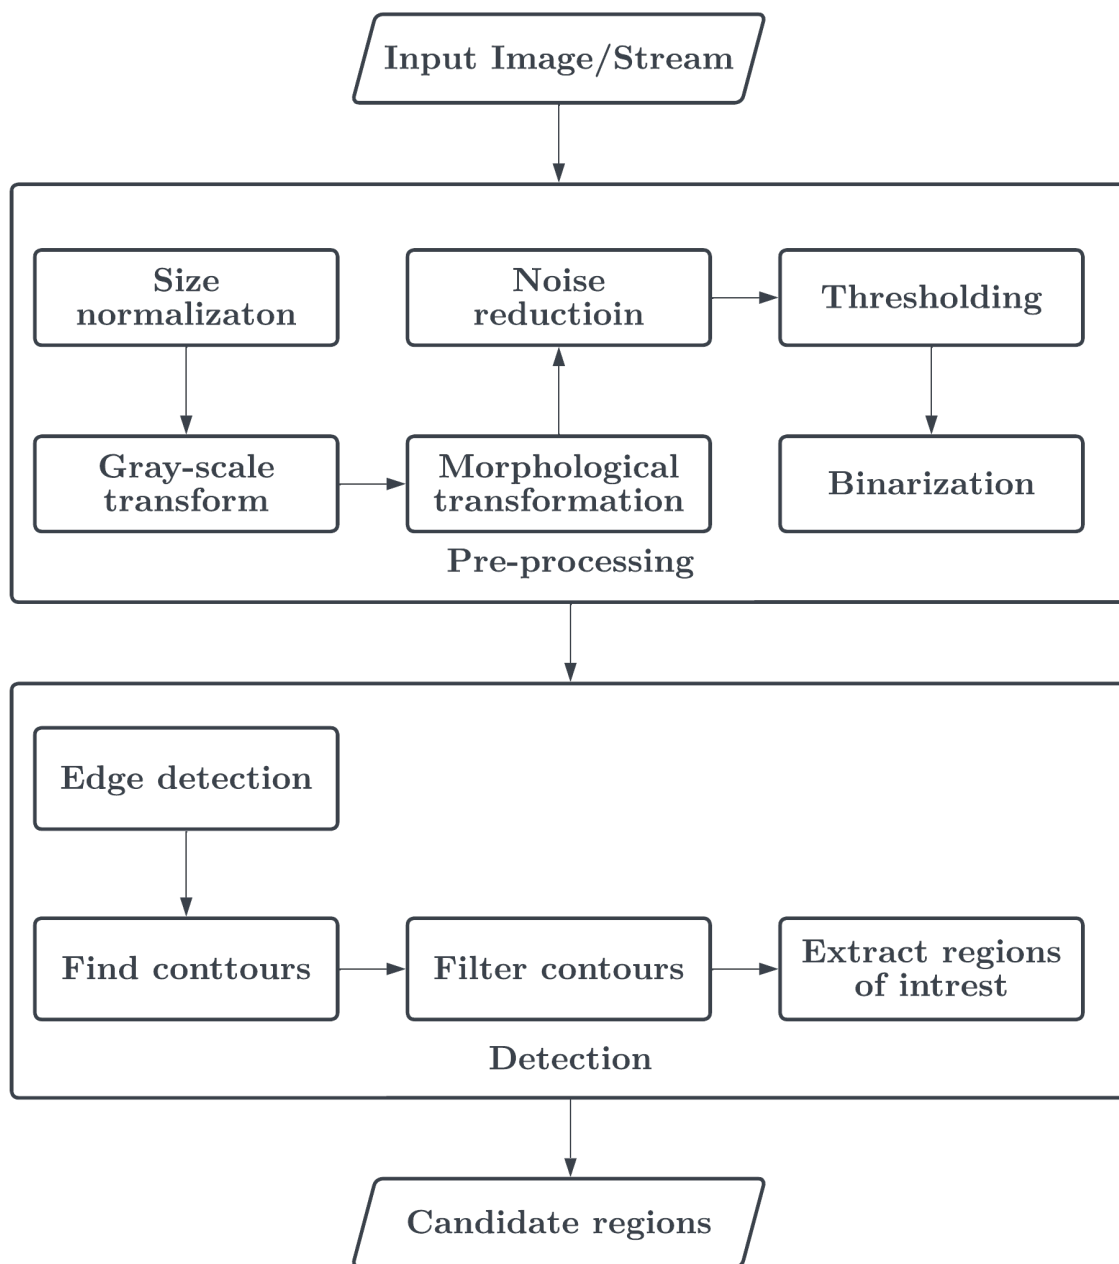 Input Image/Stream
Size
normalizaton
Noise
reductioin
Thresholding
Gray-scale
transform
Morphological
transformation
Binarization
Pre-processing
Edge detection
Find conttours
Filter contours
Extract regions
of intrest
Detection
Candidate regions